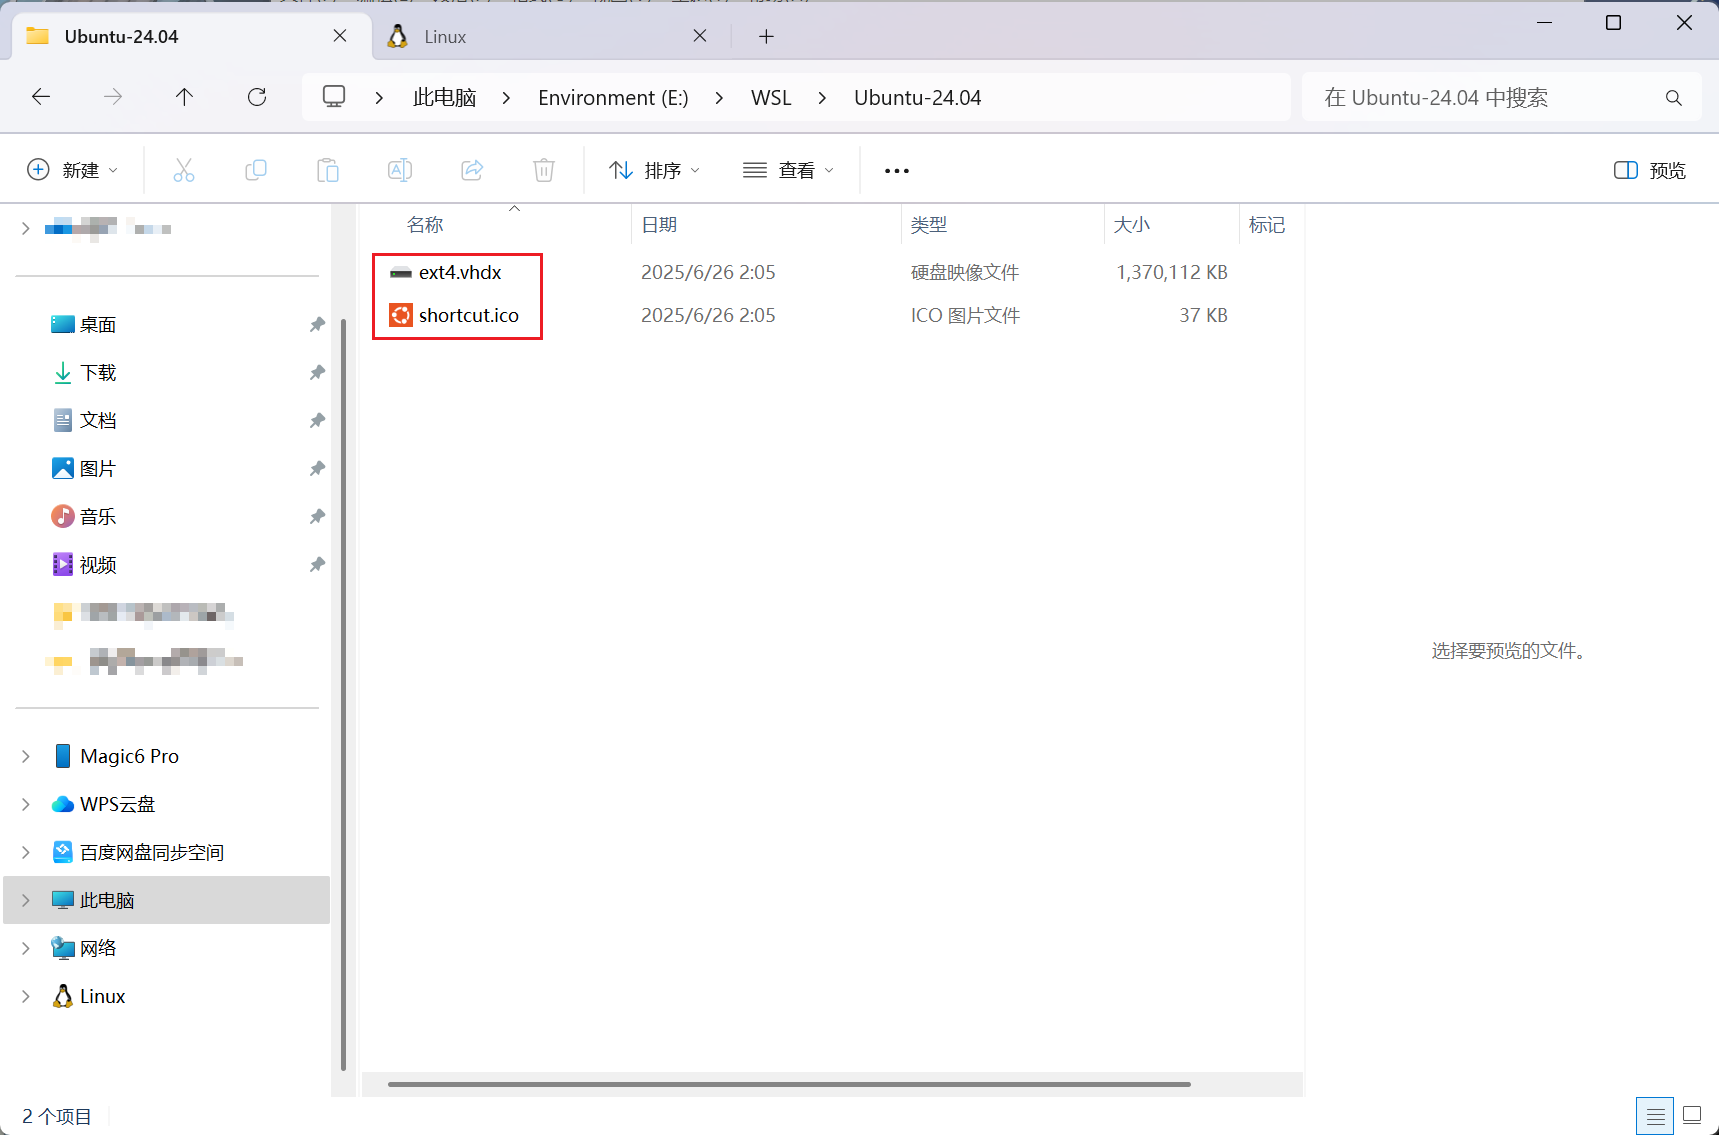 Ubuntu-24.04
Linux
此电脑
Environment (E:)
WSL
Ubuntu-24.04
在 Ubuntu-24.04 中搜索
新建
排序
查看
预览
名称
日期
类型
大小
标记
ext4.vhdx
2025/6/26 2:05
硬盘映像文件
1,370,112 KB
shortcut.ico
2025/6/26 2:05
ICO 图片文件
37 KB
桌面
下载
文档
图片
音乐
视频
Magic6 Pro
WPS云盘
百度网盘同步空间
此电脑
网络
Linux
选择要预览的文件。
2 个项目